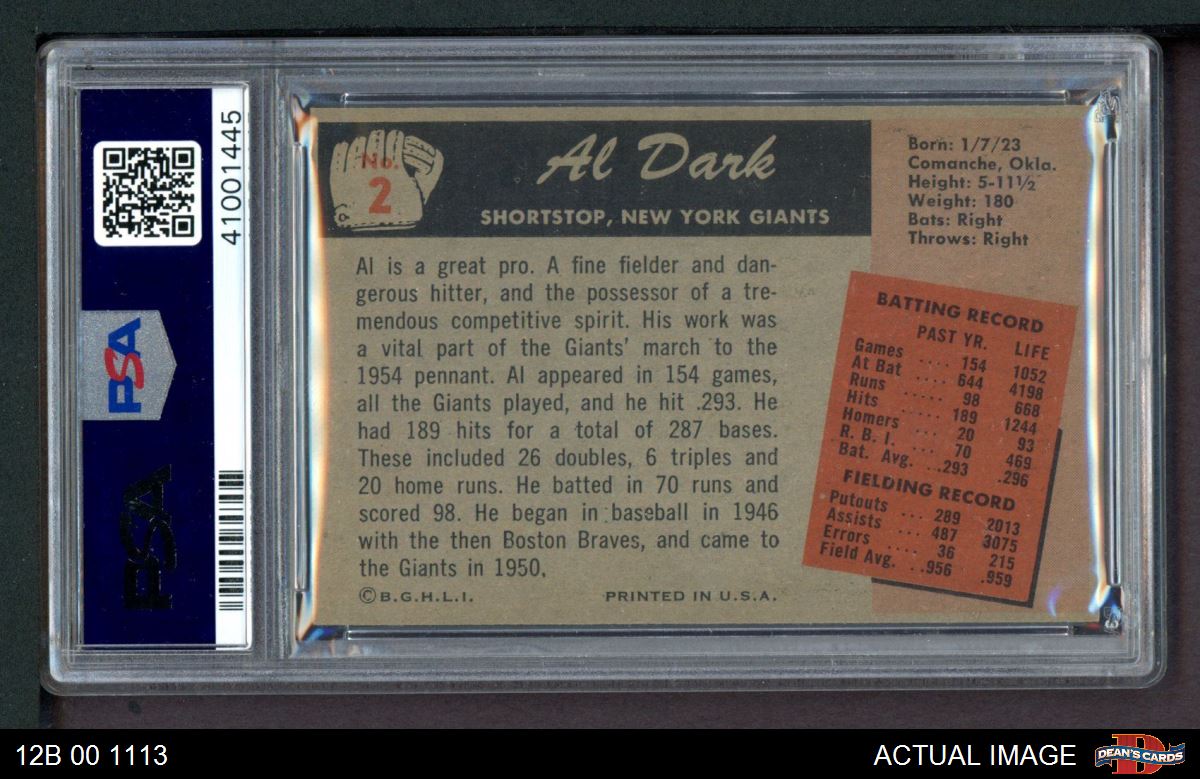 41001445
PSA
PSA
No.
2
Al Dark
SHORTSTOP, NEW YORK GIANTS
Born: 1/7/23
Comanche, Okla.
Height: 5-11½
Weight: 180
Bats: Right
Throws: Right
Al is a great pro. A fine fielder and dan-
gerous hitter, and the possessor of a tre-
mendous competitive spirit. His work was
a vital part of the Giants' march to the
1954 pennant. Al appeared in 154 games,
all the Giants played, and he hit .293. He
had 189 hits for a total of 287 bases.
These included 26 doubles, 6 triples and
20 home runs. He batted in 70 runs and
scored 98. He began in baseball in 1946
with the then Boston Braves, and came to
the Giants in 1950.
©B.G.H.L.I. PRINTED IN U.S.A.
BATTING RECORD
PAST YR. LIFE
Games .... 154 1052
At Bat .... 644 4198
Runs ...... 98 668
Hits ...... 189 1244
Homers .... 20 93
R. B. I. .... 70 469
Bat. Avg. ...293 .296
FIELDING RECORD
Putouts ... 289 2013
Assists ... 487 3075
Errors .... 36 215
Field Avg. ..956 .959
12B 00 1113
ACTUAL IMAGE
D
DEAN'S CARDS